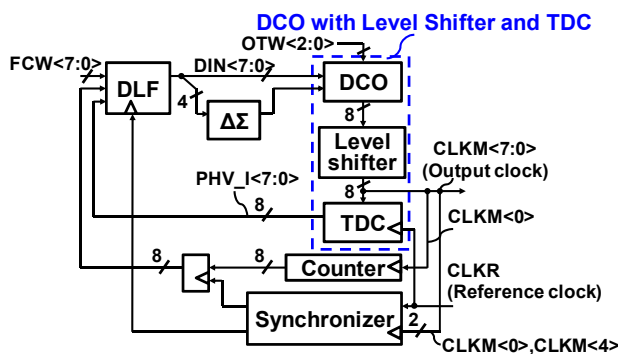 DCO with Level Shifter and TDC
OTW<2:0>
FCW<7:0>
DIN<7:0>
DLF
DCO
4
ΔΣ
8
Level
shifter
CLKM<7:0>
(Output clock)
PHV_I<7:0>
8
8
TDC
CLKM<0>
8
8
Counter
CLKR
(Reference clock)
Synchronizer
2
CLKM<0>,CLKM<4>